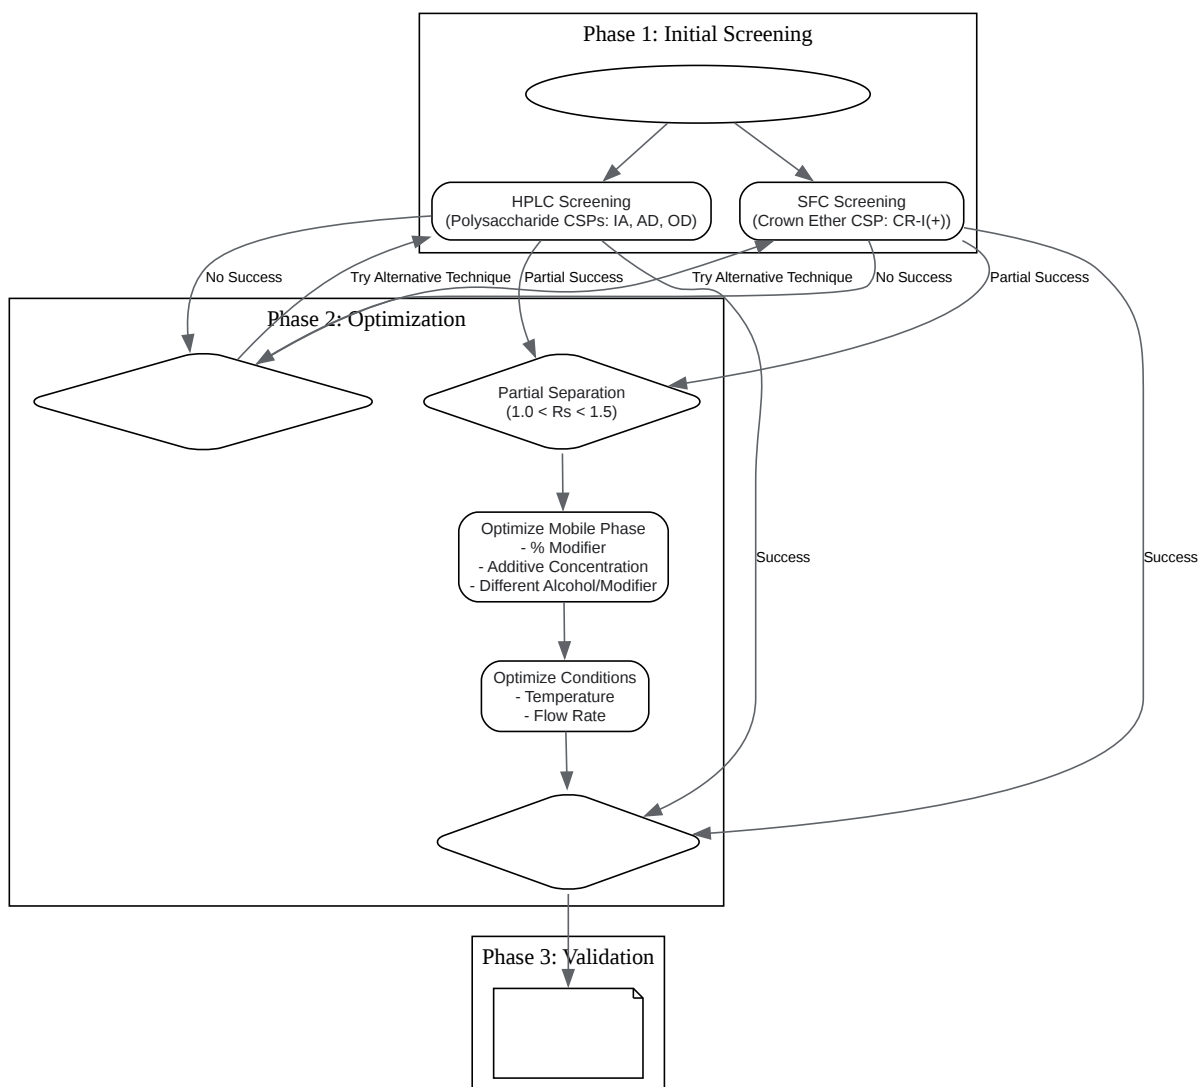 Phase 1: Initial Screening
HPLC Screening
(Polysaccharide CSPs: IA, AD, OD)
SFC Screening
(Crown Ether CSP: CR-I(+))
No Success
Try Alternative Technique
Partial Success
Try Alternative Technique
No Success
Partial Success
Phase 2: Optimization
Partial Separation
(1.0 < Rs < 1.5)
Optimize Mobile Phase
- % Modifier
- Additive Concentration
- Different Alcohol/Modifier
Success
Success
Optimize Conditions
- Temperature
- Flow Rate
Phase 3: Validation